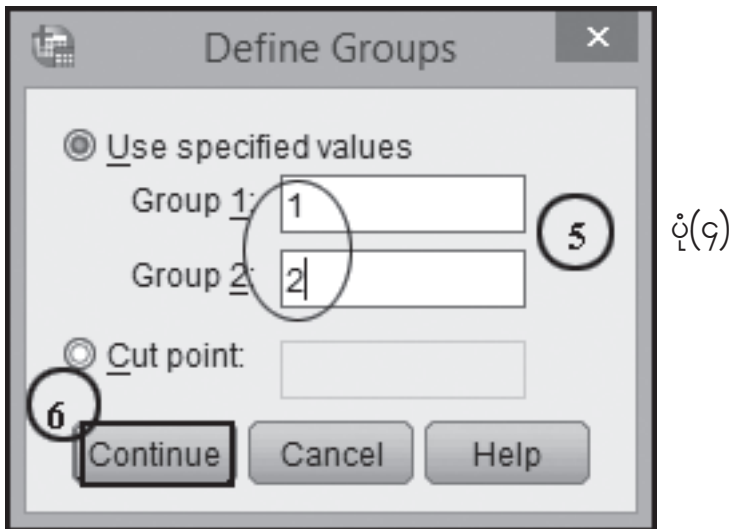 Define Groups
Use specified values
Group 1: 1
5
Group 2: 2
ပုံ(၄)
Cut point:
6
Continue Cancel Help